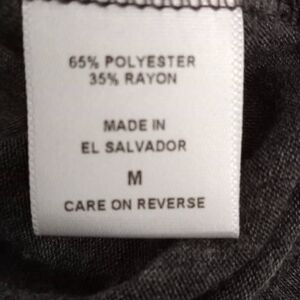 65% POLYESTER
35% RAYON
MADE IN
EL SALVADOR
M
CARE ON REVERSE